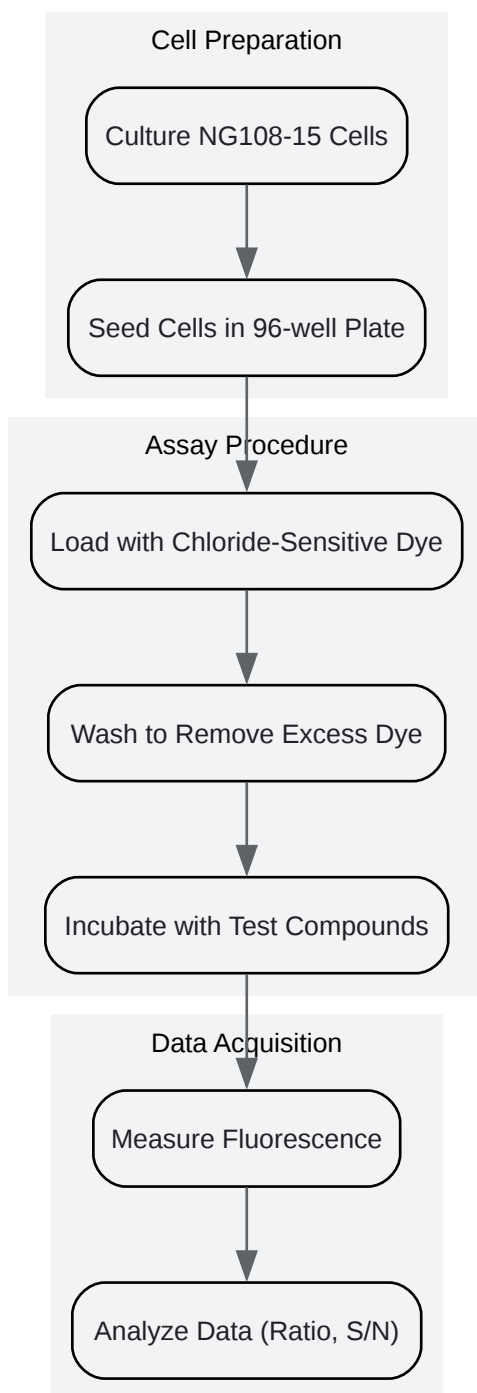 Cell Preparation
Culture NG108-15 Cells
Seed Cells in 96-well Plate
Assay Procedure
Load with Chloride-Sensitive Dye
Wash to Remove Excess Dye
Incubate with Test Compounds
Data Acquisition
Measure Fluorescence
Analyze Data (Ratio, S/N)